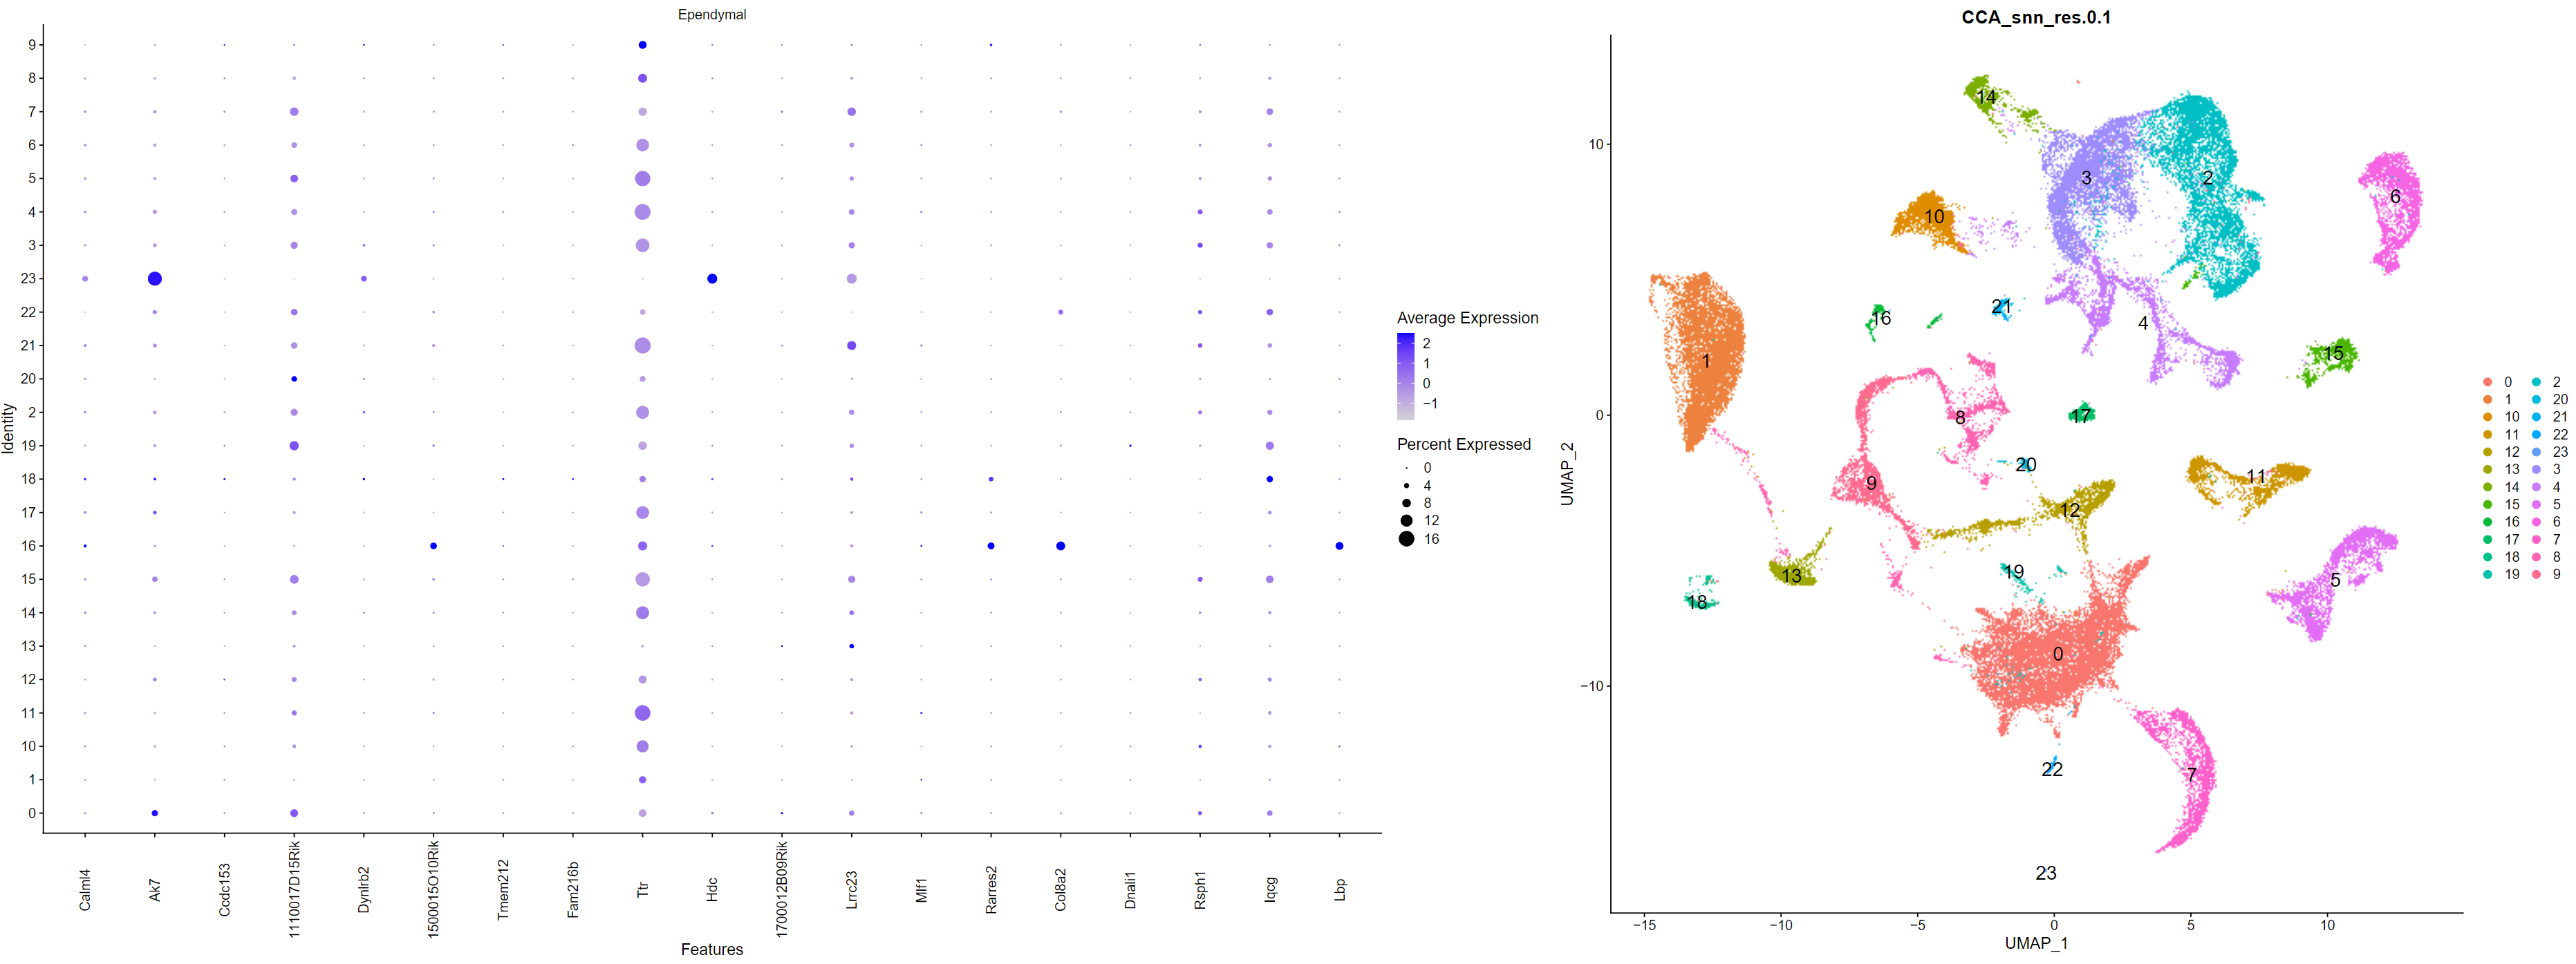 Ependymal
Identity
9
8
7
6
5
4
3
23
22
21
20
2
19
18
17
16
15
14
13
12
11
10
1
0
Calml4
Ak7
Ccdc153
1110017D15Rik
Dynlrb2
1500015O10Rik
Tmem212
Fam216b
Ttr
Hdc
1700012B09Rik
Lrrc23
Mlf1
Rarres2
Col8a2
Dnali1
Rsph1
Iqcg
Lbp
Features
Average Expression
2
1
0
−1
Percent Expressed
0
4
8
12
16
CCA_snn_res.0.1
UMAP_2
10
0
−10
14
3
2
6
10
21
16
4
1
15
8
17
20
11
9
12
19
13
5
18
0
22
7
23
−15
−10
−5
0
5
10
UMAP_1
0 2
1 20
10 21
11 22
12 23
13 3
14 4
15 5
16 6
17 7
18 8
19 9